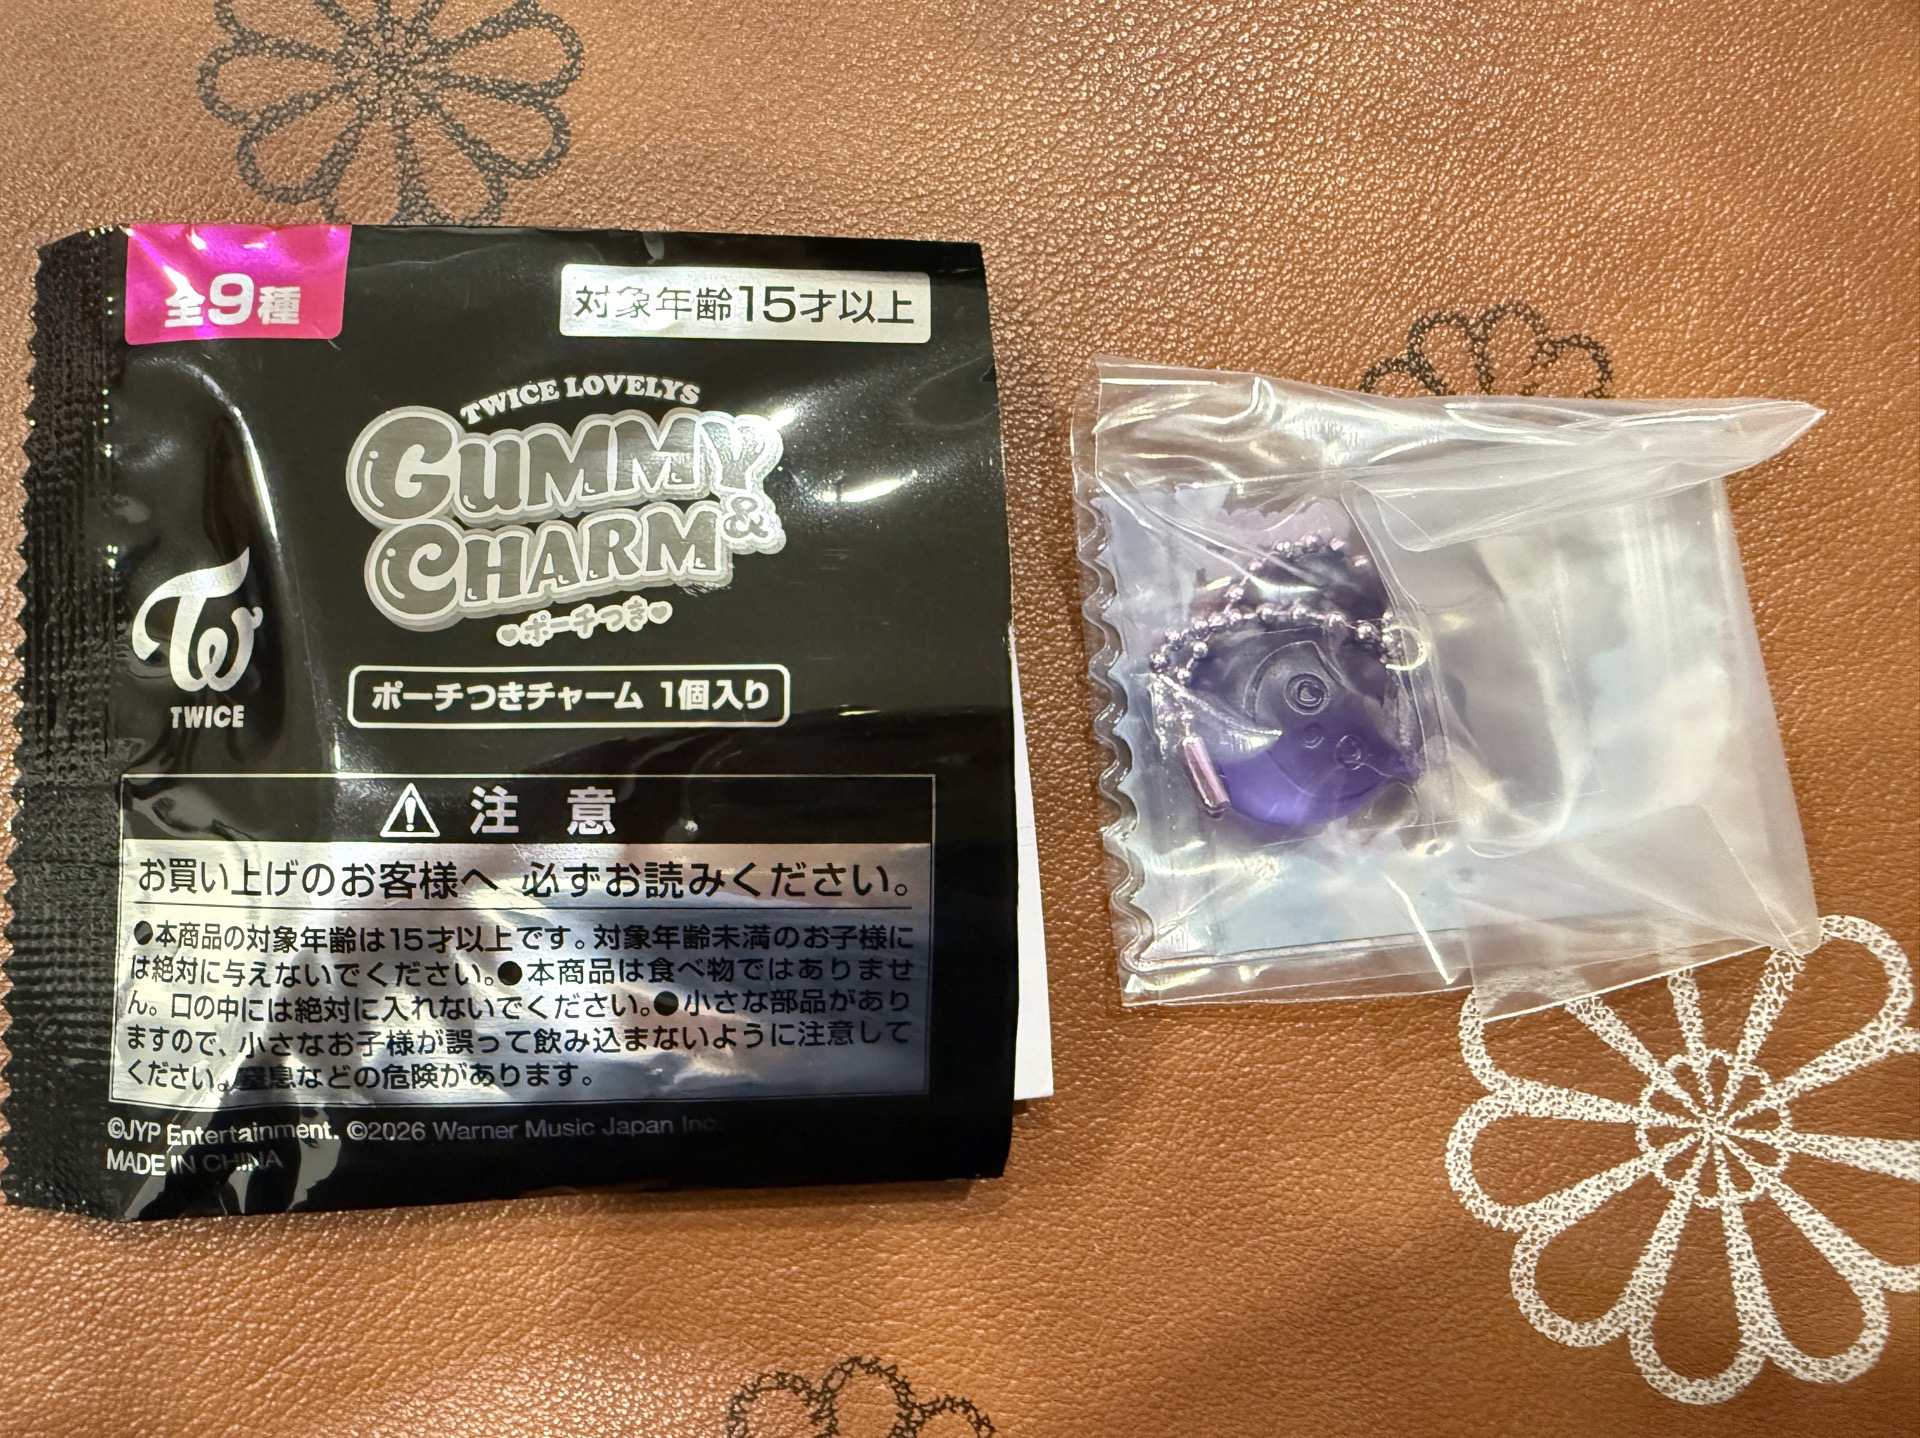 全9種
対象年齢15才以上
TWICE LOVELYS
GUMMY
&
CHARM
♥ポーチつき♥
TWICE
ポーチつきチャーム 1個入り
注意
お買い上げのお客様へ 必ずお読みください。
●本商品の対象年齢は15才以上です。対象年齢未満のお子様に
は絶対に与えないでください。●本商品は食べ物ではありませ
ん。口の中には絶対に入れないでください。●小さな部品があり
ますので、小さなお子様が誤って飲み込まないように注意して
ください。窒息などの危険があります。
©JYP Entertainment. ©2026 Warner Music Japan Inc.
MADE IN CHINA